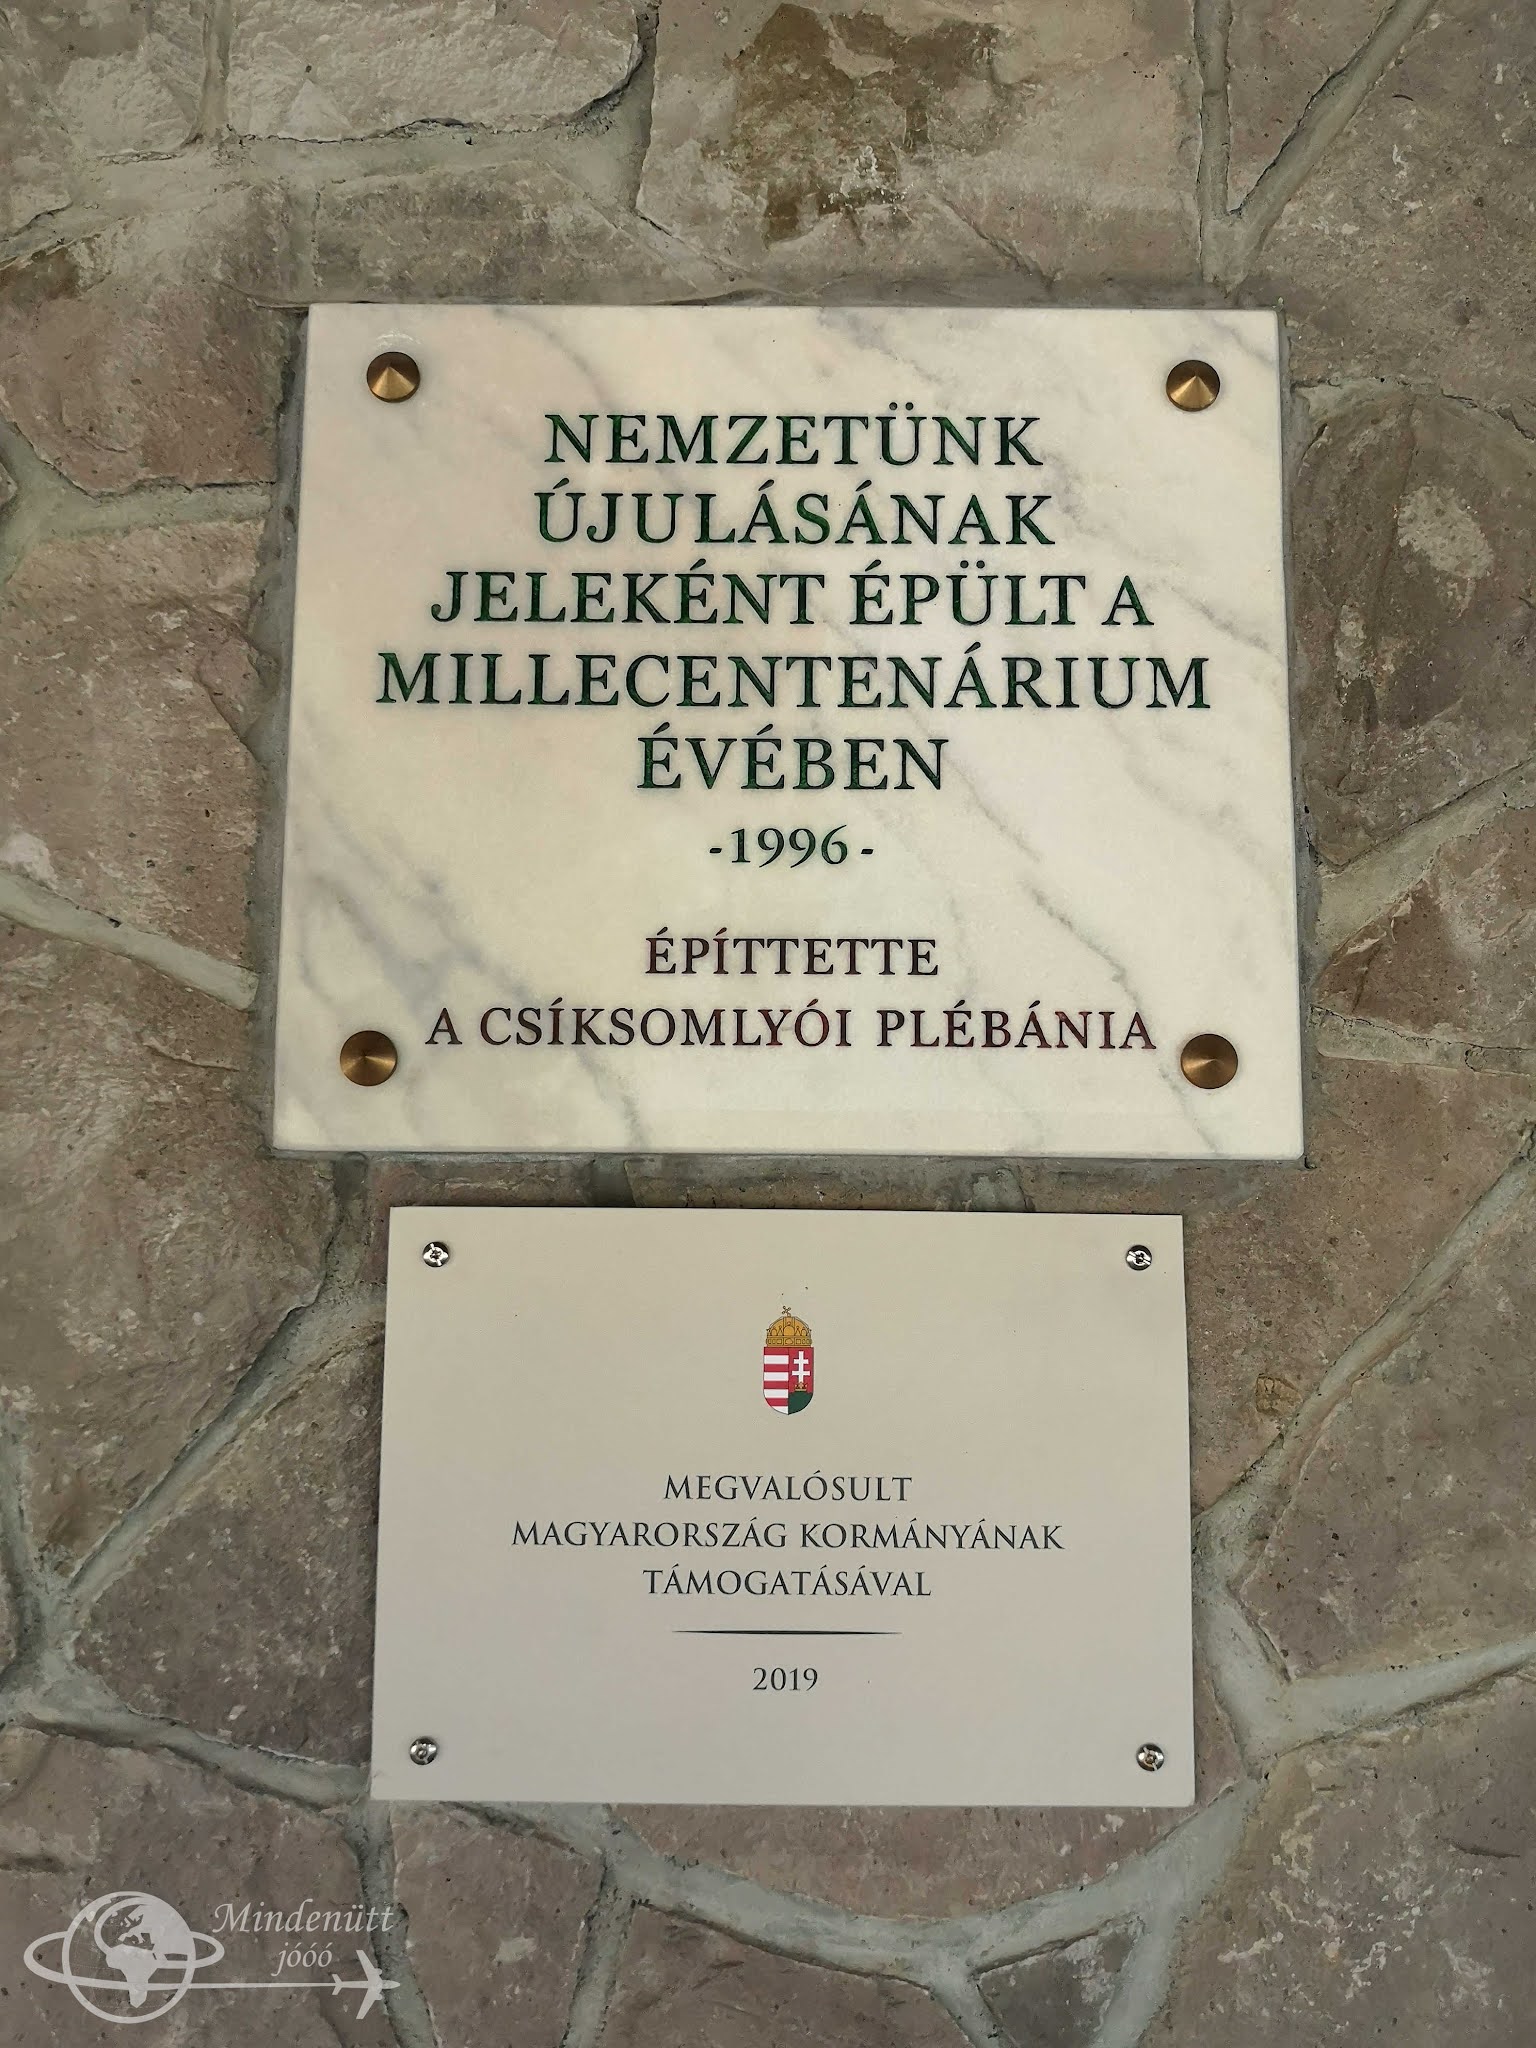 NEMZETÜNK
ÚJULÁSÁNAK
JELEKÉNT ÉPÜLT A
MILLECENTENÁRIUM
ÉVÉBEN
-1996-
ÉPÍTTETTE
A CSÍKSOMLYÓI PLÉBÁNIA
MEGVALÓSULT
MAGYARORSZÁG KORMÁNYÁNAK
TÁMOGATÁSÁVAL
2019
Mindenütt
jóóó